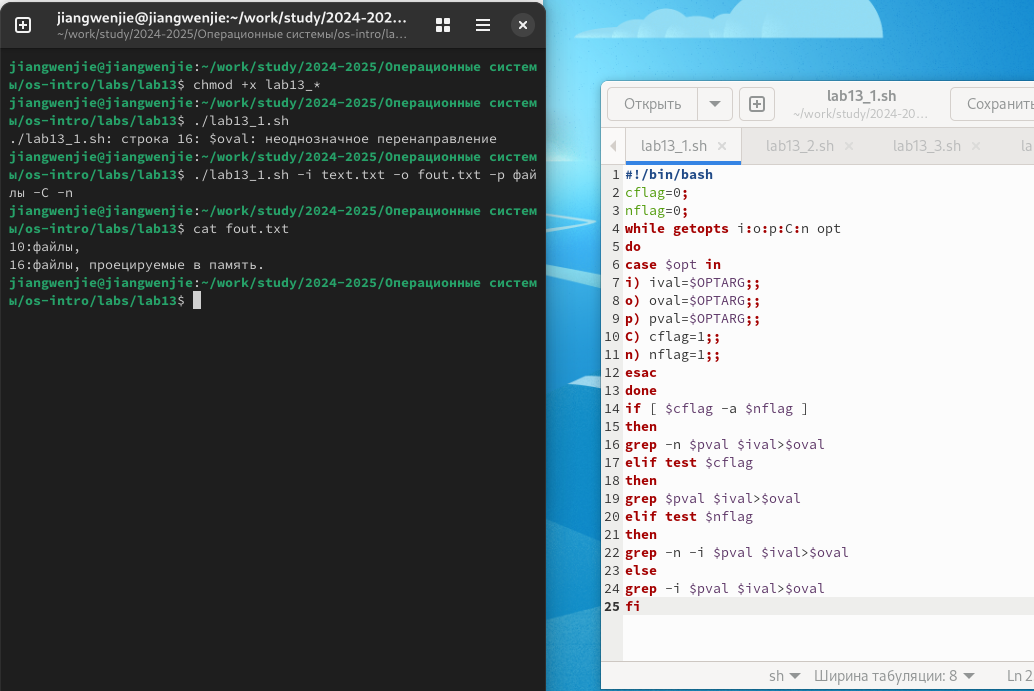 jiangwenjie@jiangwenjie:~/work/study/2024-202...
~/work/study/2024-2025/Операционные системы/os-intro/la...
jiangwenjie@jiangwenjie:~/work/study/2024-2025/Операционные систем
ы/os-intro/labs/lab13$ chmod +x lab13_*
jiangwenjie@jiangwenjie:~/work/study/2024-2025/Операционные систем
ы/os-intro/labs/lab13$ ./lab13_1.sh
./lab13_1.sh: строка 16: $oval: неоднозначное перенаправление
jiangwenjie@jiangwenjie:~/work/study/2024-2025/Операционные систем
ы/os-intro/labs/lab13$ ./lab13_1.sh -i text.txt -o fout.txt -p фай
лы -C -n
jiangwenjie@jiangwenjie:~/work/study/2024-2025/Операционные систем
ы/os-intro/labs/lab13$ cat fout.txt
10:файлы,
16:файлы, проецируемые в память.
jiangwenjie@jiangwenjie:~/work/study/2024-2025/Операционные систем
ы/os-intro/labs/lab13$
Открыть
lab13_1.sh
~/work/study/2024-20...
Сохранить
lab13_1.sh × lab13_2.sh × lab13_3.sh × la
1 #!/bin/bash
2 cflag=0;
3 nflag=0;
4 while getopts i:o:p:C:n opt
5 do
6 case $opt in
7 i) ival=$OPTARG;;
8 o) oval=$OPTARG;;
9 p) pval=$OPTARG;;
10 C) cflag=1;;
11 n) nflag=1;;
12 esac
13 done
14 if [ $cflag -a $nflag ]
15 then
16 grep -n $pval $ival>$oval
17 elif test $cflag
18 then
19 grep $pval $ival>$oval
20 elif test $nflag
21 then
22 grep -n -i $pval $ival>$oval
23 else
24 grep -i $pval $ival>$oval
25 fi
sh Ширина табуляции: 8 Ln 2